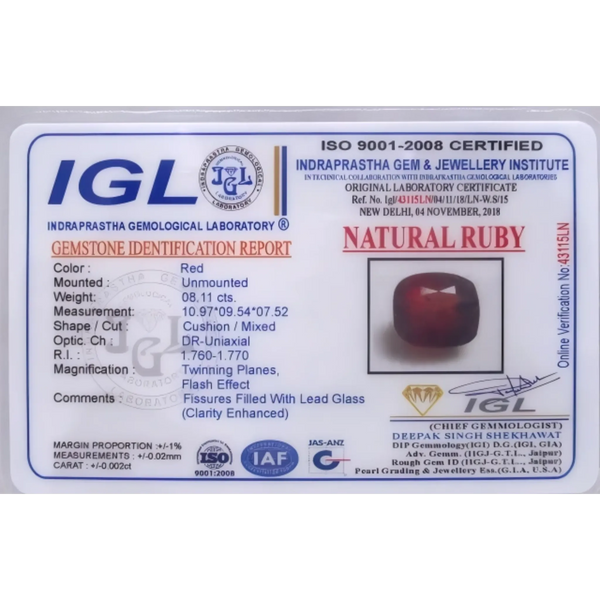 IGL
INDRAPRASTHA GEMOLOGICAL LABORATORY
JGL
INDRAPRASTHA GEMOLOGICAL LABORATORY ®
GEMSTONE IDENTIFICATION REPORT
Color : Red
Mounted : Unmounted
Weight: 08.11 cts.
Measurement: 10.97*09.54*07.52
Shape / Cut : Cushion / Mixed
Optic. Ch : DR-Uniaxial
R.I. : 1.760-1.770
Magnification : Twinning Planes,
Flash Effect
Comments : Fissures Filled With Lead Glass
(Clarity Enhanced)
MARGIN PROPORTION :+/-1%
MEASUREMENTS : +/-0.02mm
CARAT : +/-0.002ct
ISO
9001:2008
IAF
JAS-ANZ
ISO 9001-2008 CERTIFIED
INDRAPRASTHA GEM & JEWELLERY INSTITUTE
IN TECHNICAL COLLABORATION WITH INDRAPRASTHA GEMOLOGICAL LABORATORIES
ORIGINAL LABORATORY CERTIFICATE
Ref. No. Igl/43115LN/04/11/18/LN-W.S/15
NEW DELHI, 04 NOVEMBER, 2018
NATURAL RUBY
Online Verification No:43115LN
IGL
(CHIEF GEMMOLOGIST)
DEEPAK SINGH SHEKHAWAT
DIP Gemmology(IGI) D.G.(IGI, GIA)
Adv. Gemm. (IIGJ-G.T.L., Jaipur)
Rough Gem ID (IIGJ-G.T.L., Jaipur)
Pearl Grading & Jewellery Ess.(G.I.A., U.S.A)